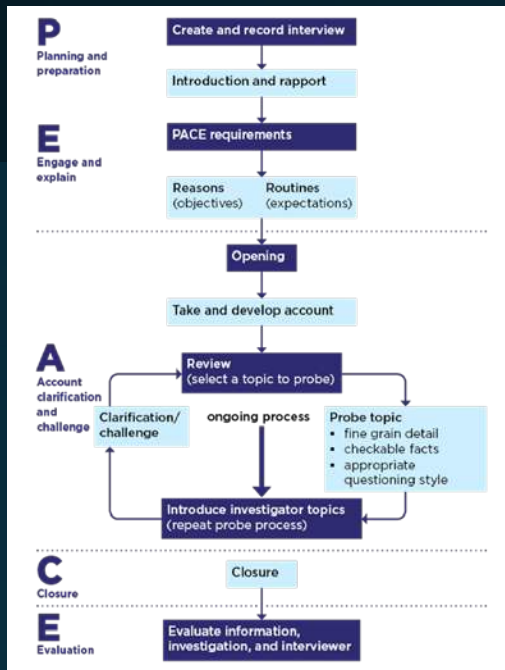 P
Planning and
preparation
Create and record interview
Introduction and rapport
E
Engage and
explain
PACE requirements
Reasons
(objectives)
Routines
(expectations)
Opening
Take and develop account
A
Account
clarification
and
challenge
Review
(select a topic to probe)
Clarification/
challenge
ongoing process
Probe topic
▪ fine grain detail
▪ checkable facts
▪ appropriate
questioning style
Introduce investigator topics
(repeat probe process)
C
Closure
Closure
E
Evaluation
Evaluate information,
investigation, and interviewer